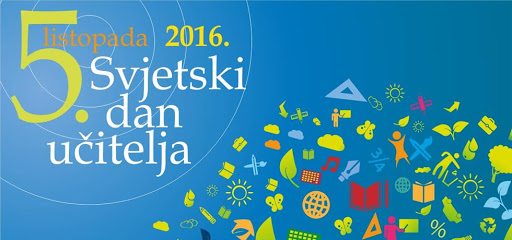 5. listopada 2016.
Svjetski
dan
učitelja